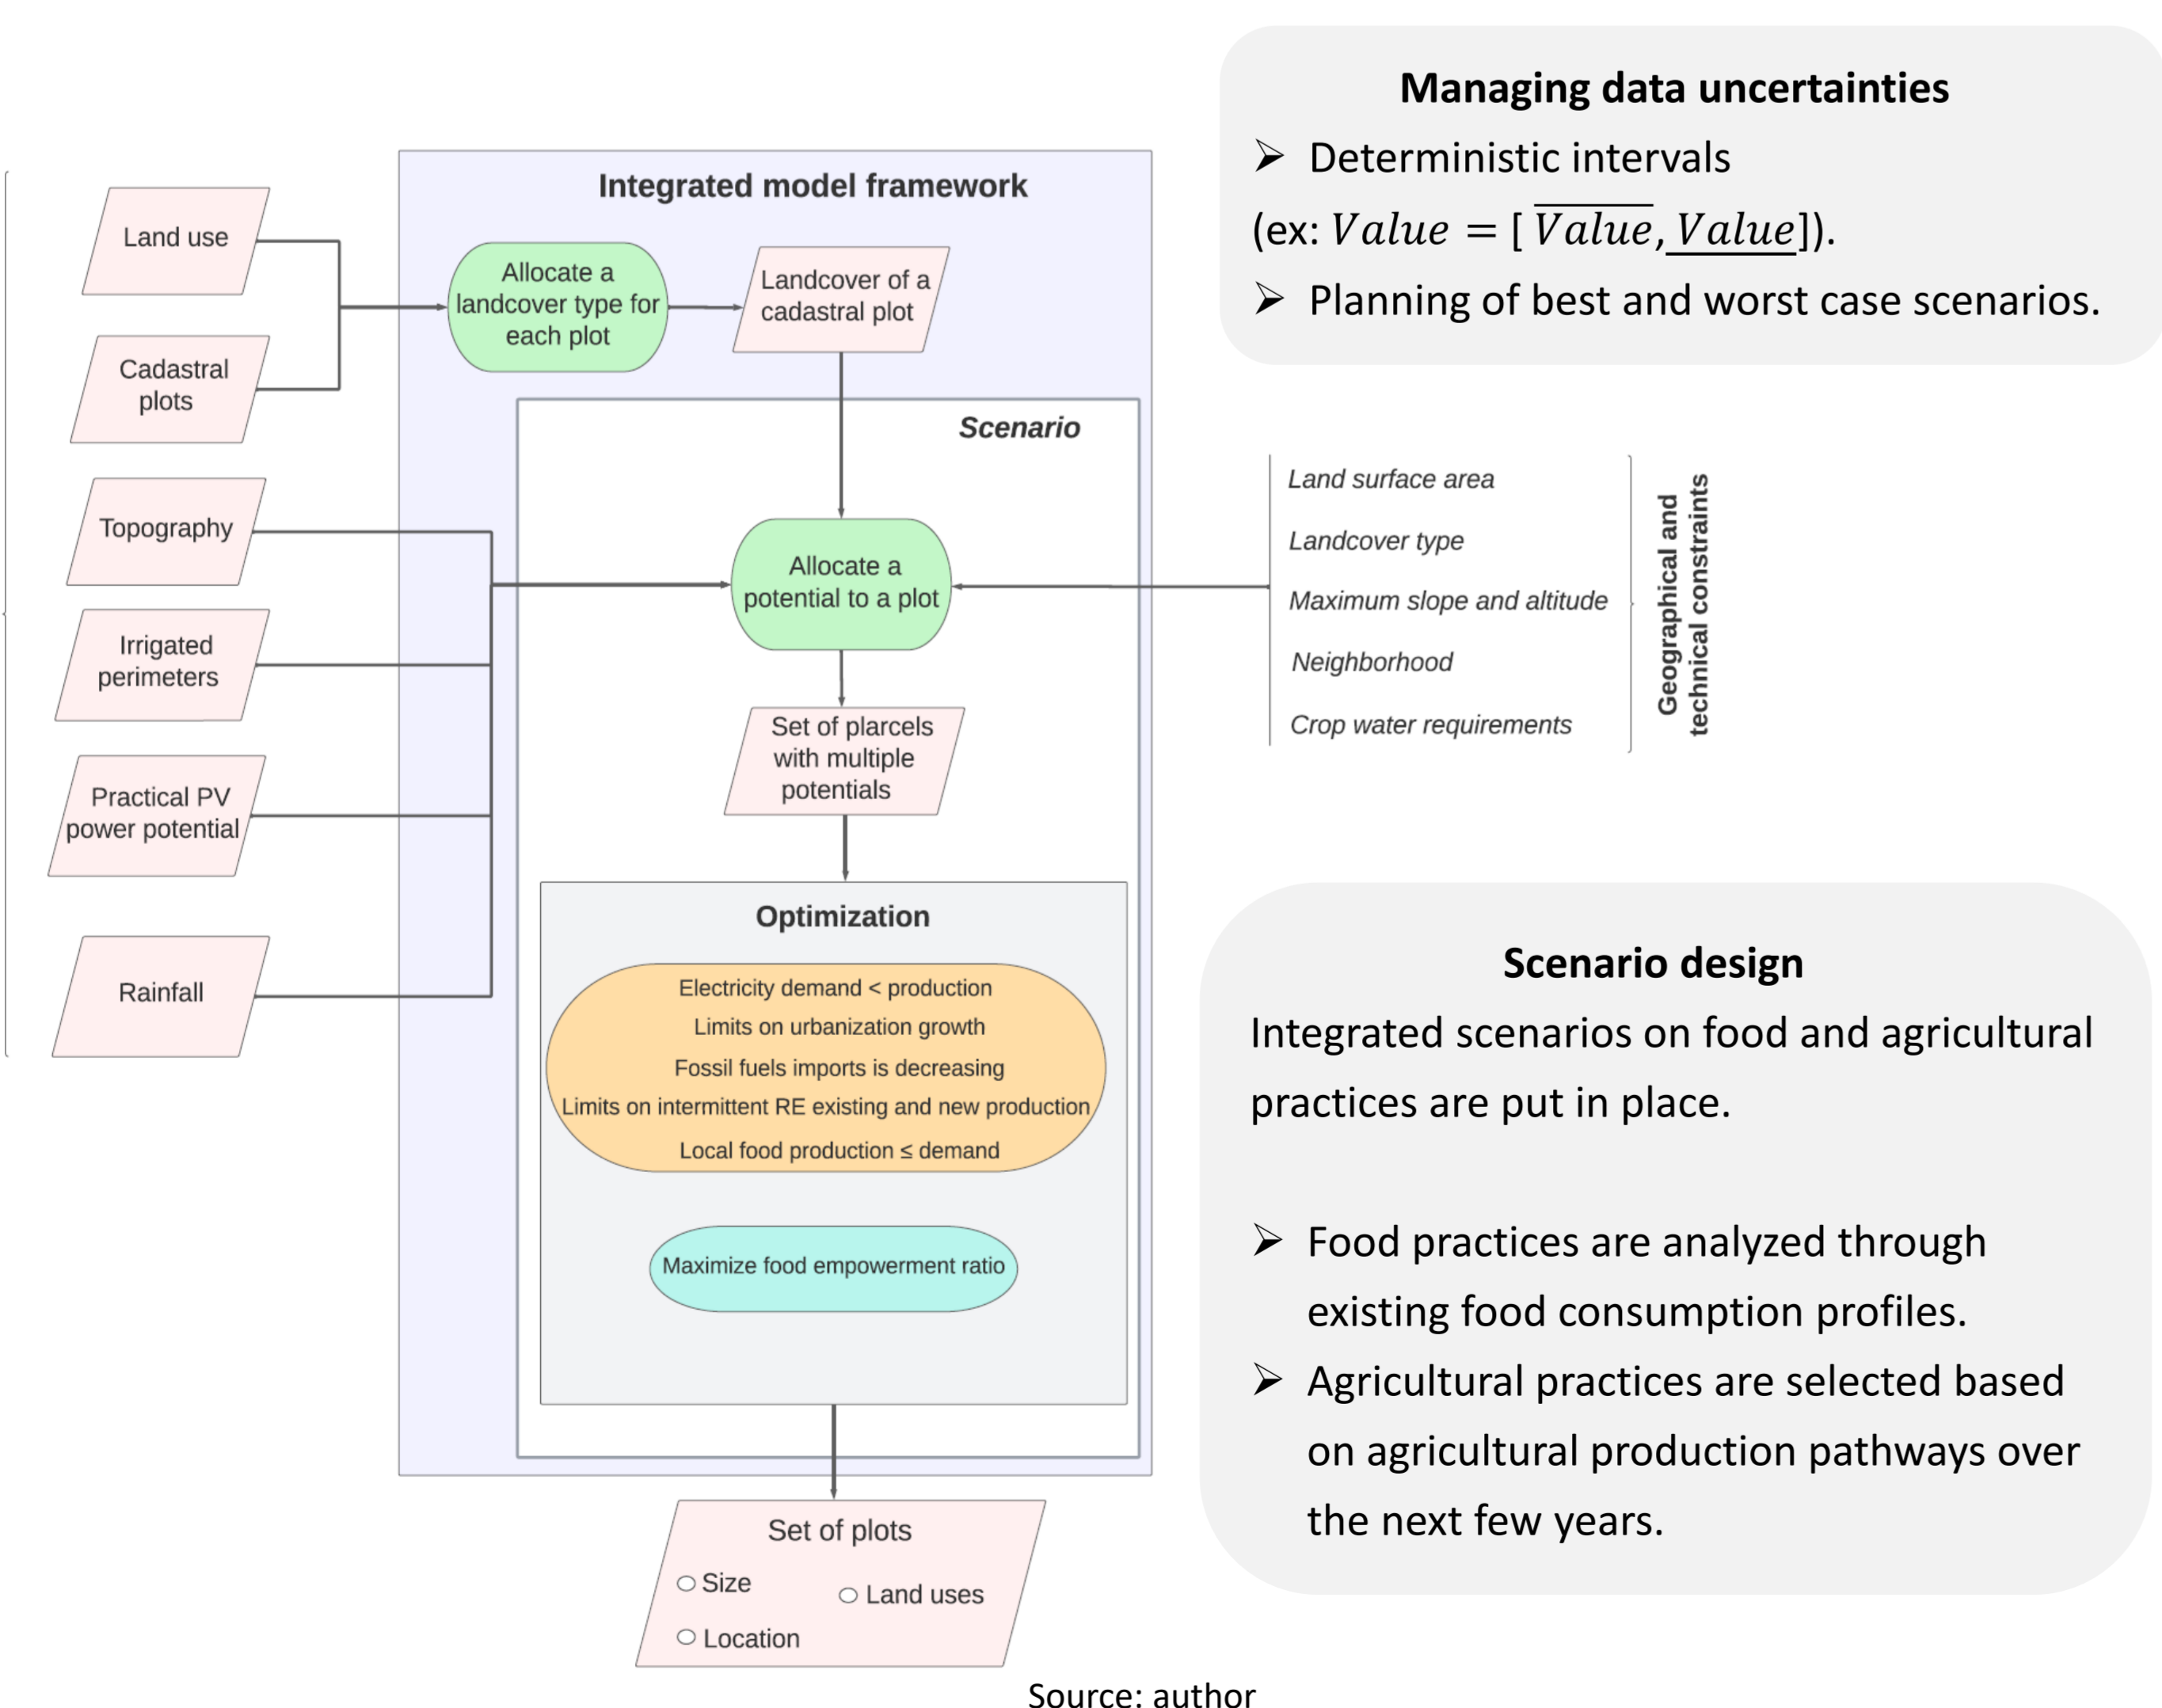 Managing data uncertainties
➢ Deterministic intervals
(ex: Value = [ V̅a̅l̅u̅e̅, V̲a̲l̲u̲e̲]).
➢ Planning of best and worst case scenarios.
Integrated model framework
Land use
Cadastral
plots
Topography
Irrigated
perimeters
Practical PV
power potential
Rainfall
Allocate a
landcover type for
each plot
Landcover of a
cadastral plot
Scenario
Allocate a
potential to a plot
Land surface area
Landcover type
Maximum slope and altitude
Neighborhood
Crop water requirements
Geographical and
technical constraints
Set of plarcels
with multiple
potentials
Optimization
Electricity demand < production
Limits on urbanization growth
Fossil fuels imports is decreasing
Limits on intermittent RE existing and new production
Local food production ≤ demand
Maximize food empowerment ratio
Set of plots
Size
Land uses
Location
Scenario design
Integrated scenarios on food and agricultural
practices are put in place.
➢ Food practices are analyzed through
existing food consumption profiles.
➢ Agricultural practices are selected based
on agricultural production pathways over
the next few years.
Source: author